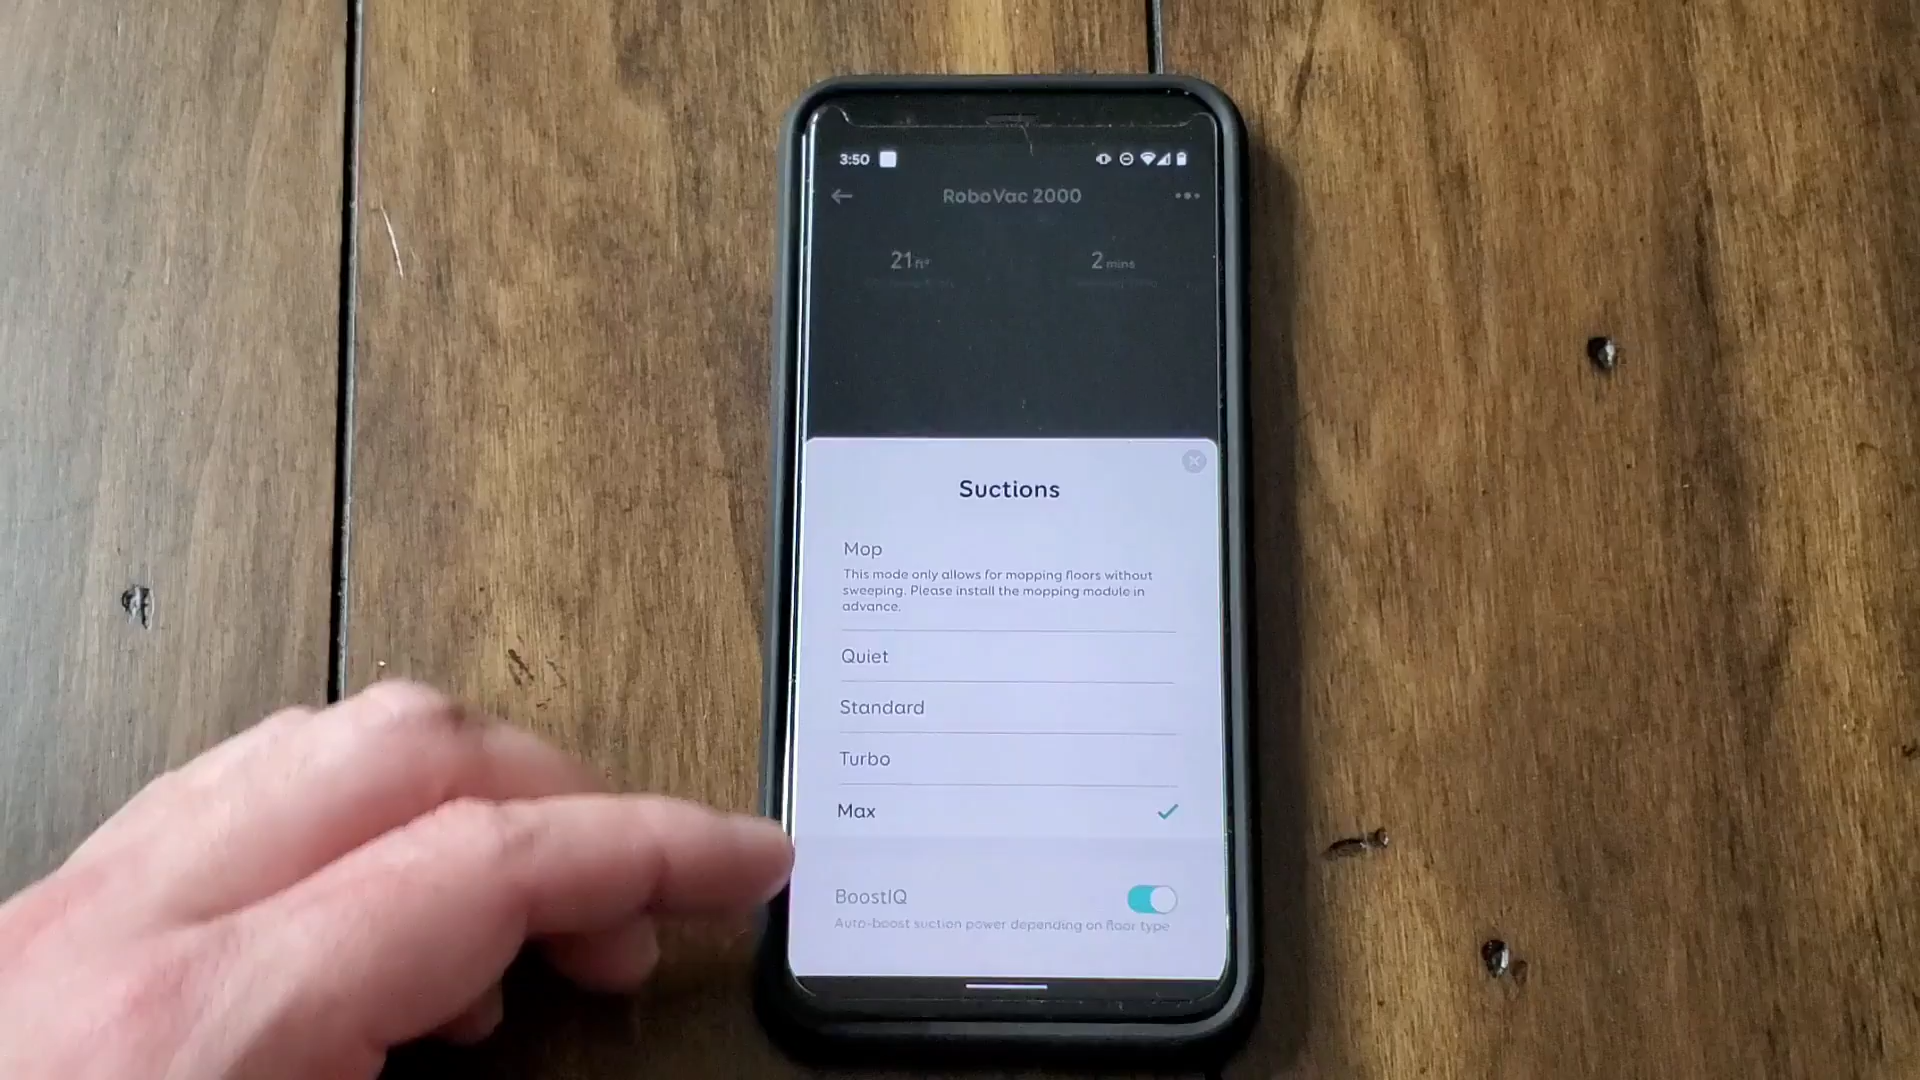 3:50
RoboVac 2000
21 ft²
2 mins
Suctions
Mop
This mode only allows for mopping floors without
sweeping. Please install the mopping module in
advance.
Quiet
Standard
Turbo
Max
BoostIQ
Auto-boost suction power depending on floor type